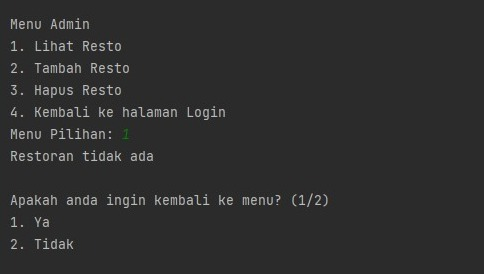 Menu Admin
1. Lihat Resto
2. Tambah Resto
3. Hapus Resto
4. Kembali ke halaman Login
Menu Pilihan: 1
Restoran tidak ada
Apakah anda ingin kembali ke menu? (1/2)
1. Ya
2. Tidak